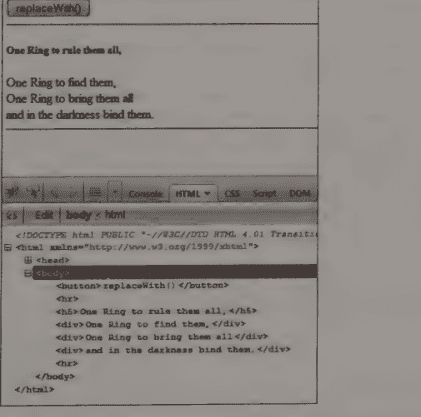 replaceWith()
One Ring to rule them all,
One Ring to find them,
One Ring to bring them all
and in the darkness bind them.
Console HTML CSS Script DOM
Edit body < html
<!DOCTYPE html PUBLIC "-//W3C//DTD HTML 4.01 Transiti
<html xmlns="http://www.w3.org/1999/xhtml">
<head>
<body>
<button>replaceWith()</button>
<hr>
<h5>One Ring to rule them all,</h5>
<div>One Ring to find them,</div>
<div>One Ring to bring them all</div>
<div>and in the darkness bind them.</div>
<hr>
</body>
</html>